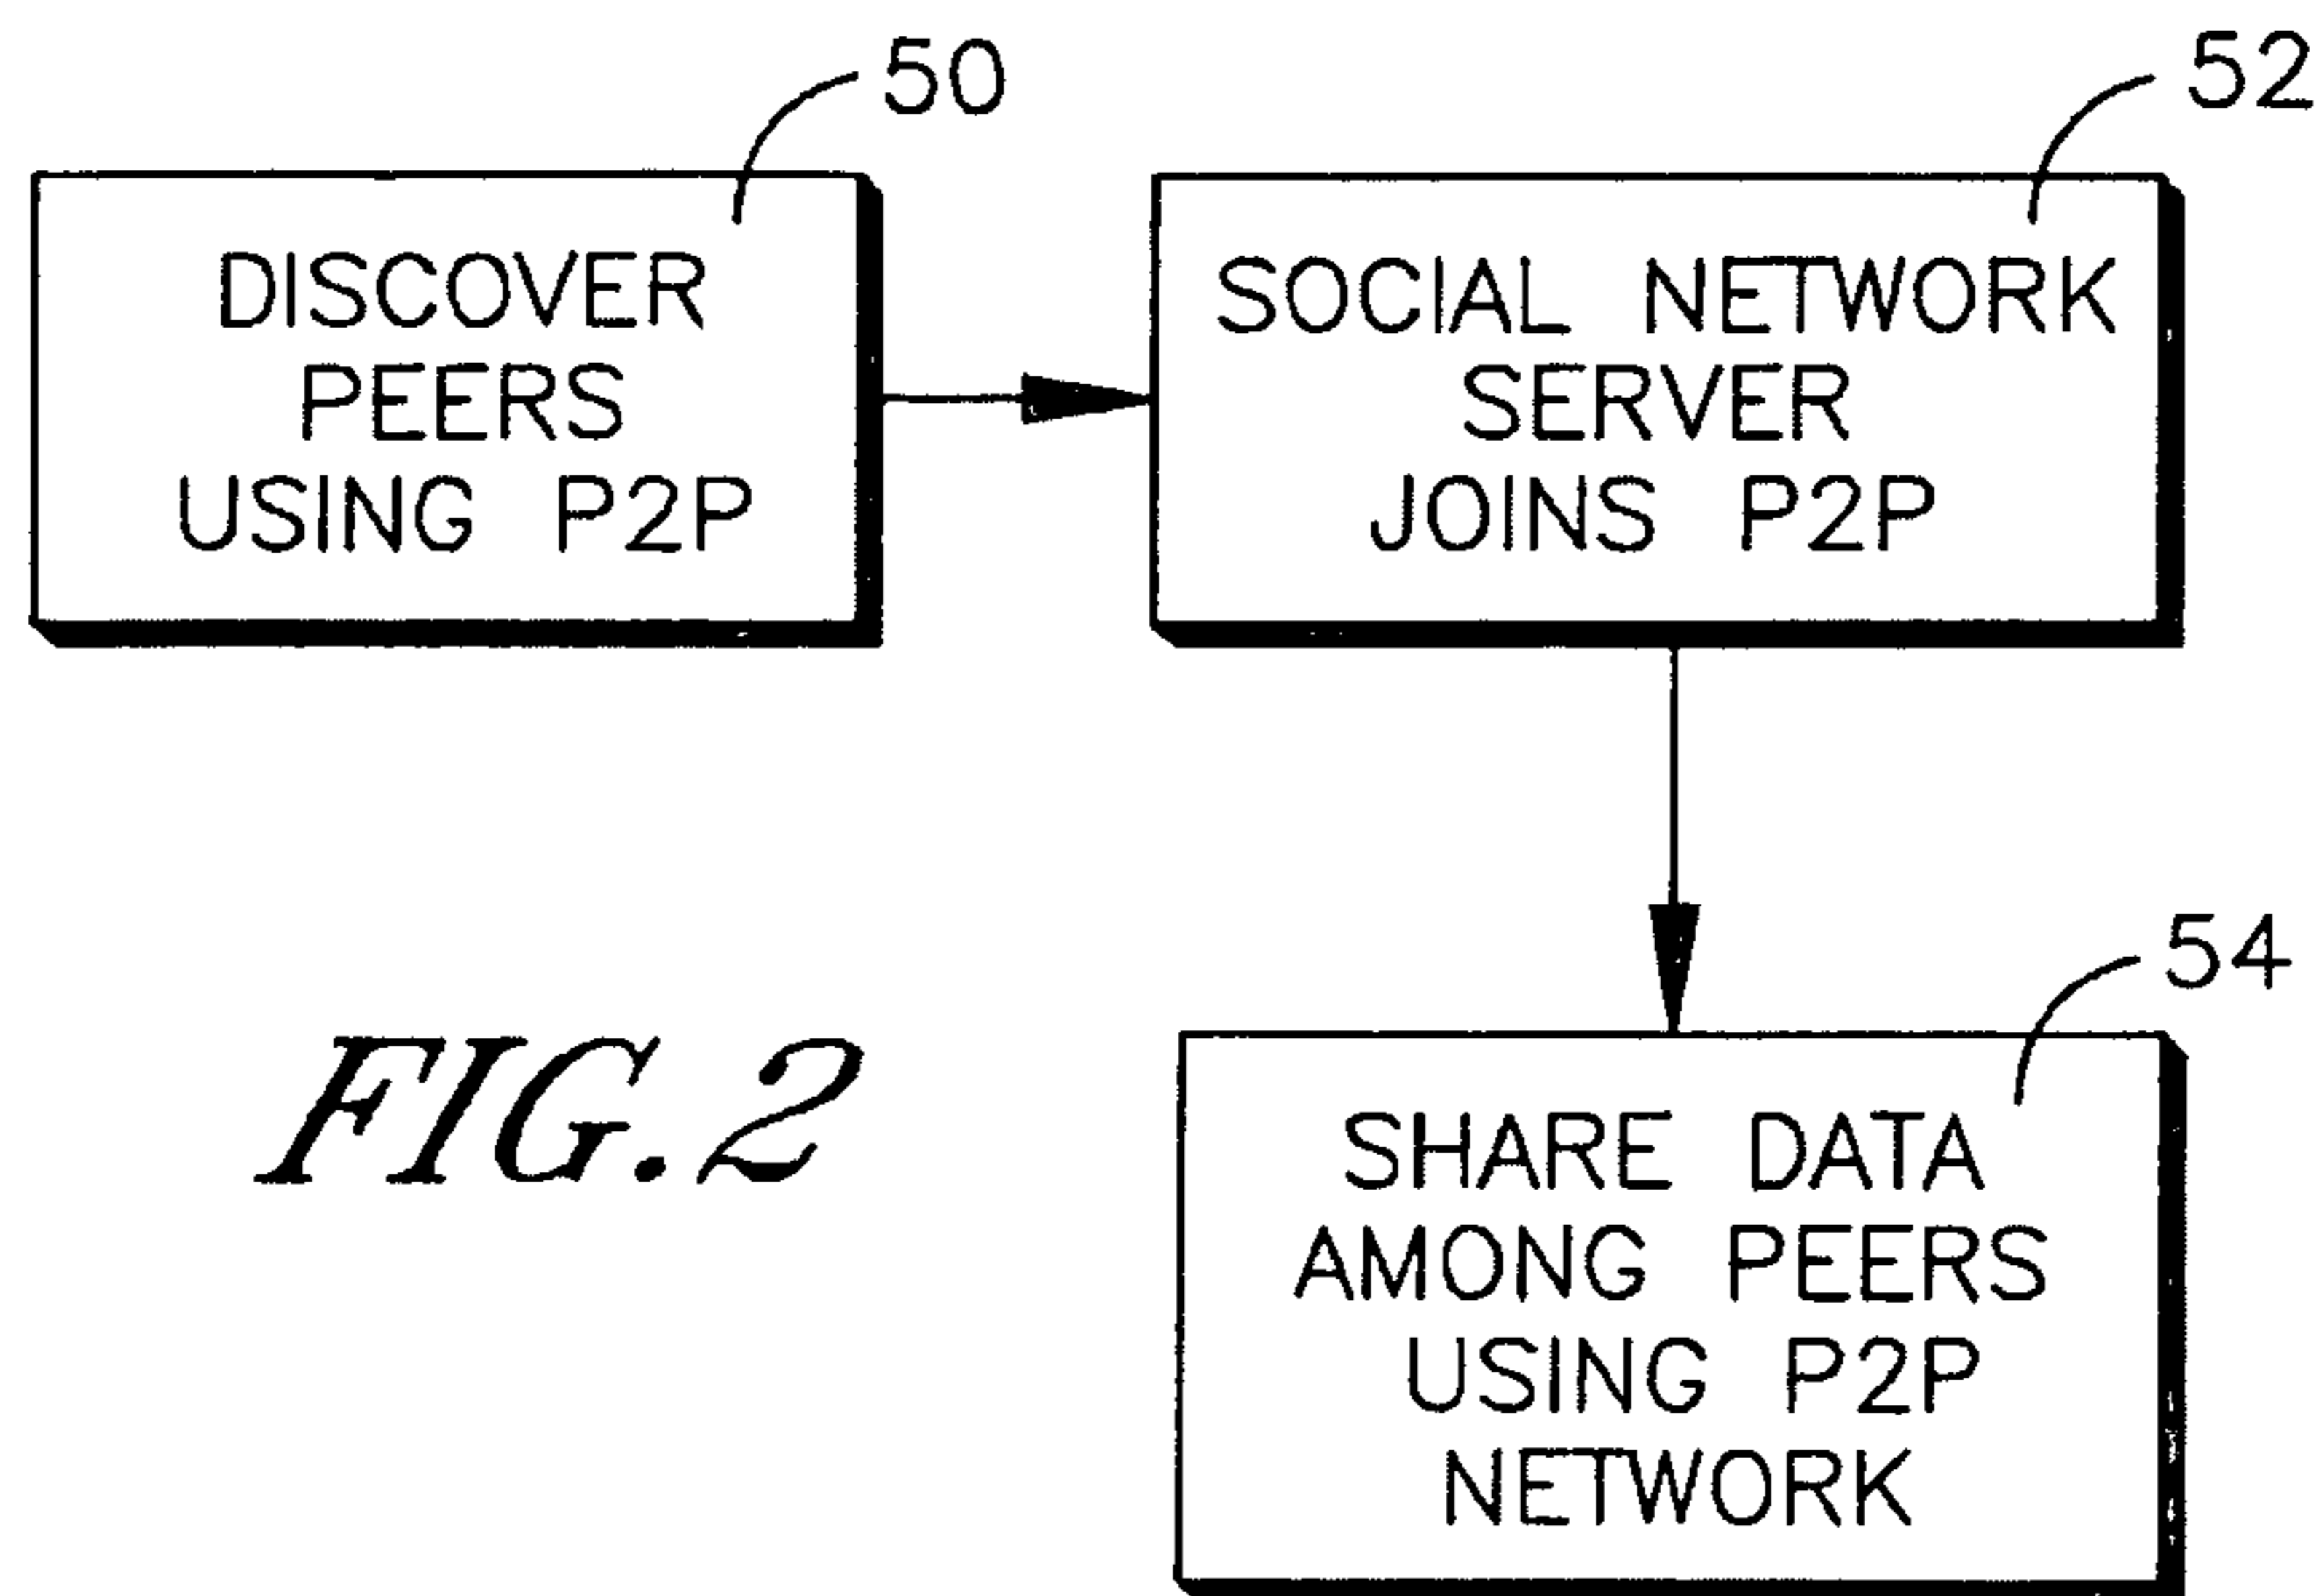 50
DISCOVER
PEERS
USING P2P
52
SOCIAL NETWORK
SERVER
JOINS P2P
54
SHARE DATA
AMONG PEERS
USING P2P
NETWORK
FIG. 2